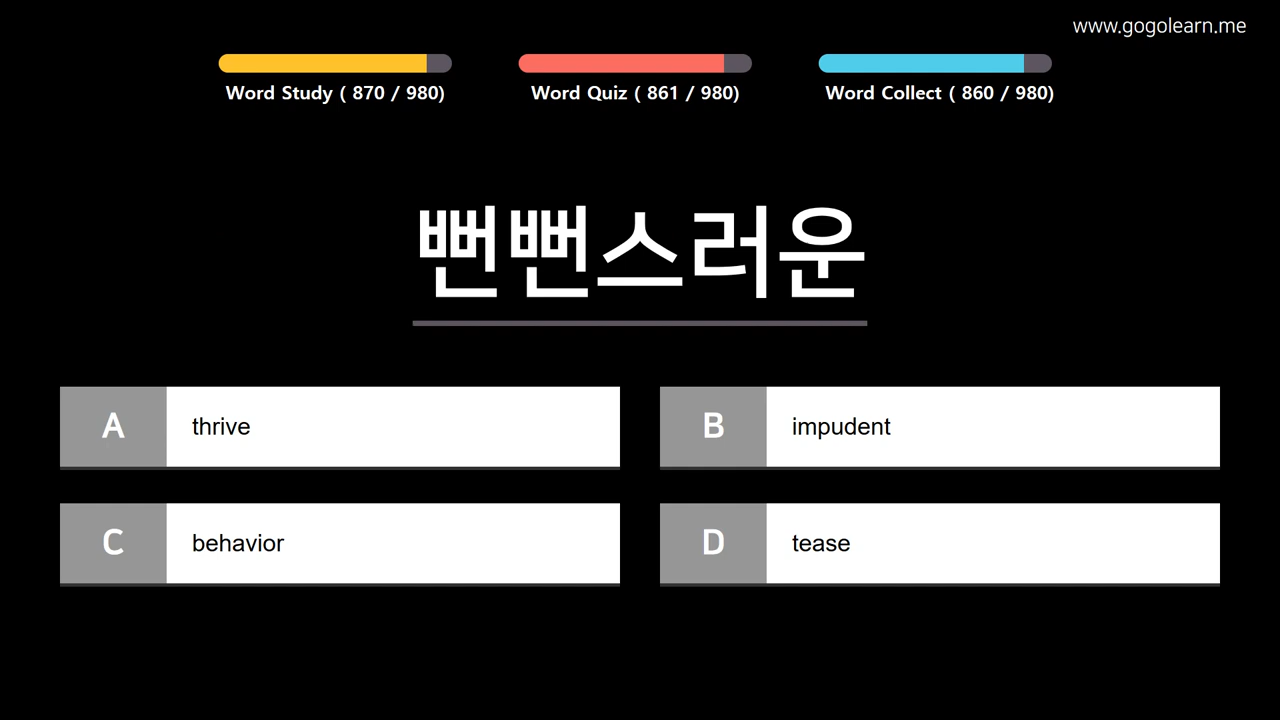 www.gogolearn.me
Word Study ( 870 / 980)
Word Quiz ( 861 / 980)
Word Collect ( 860 / 980)
뻔뻔스러운
A thrive
B impudent
C behavior
D tease